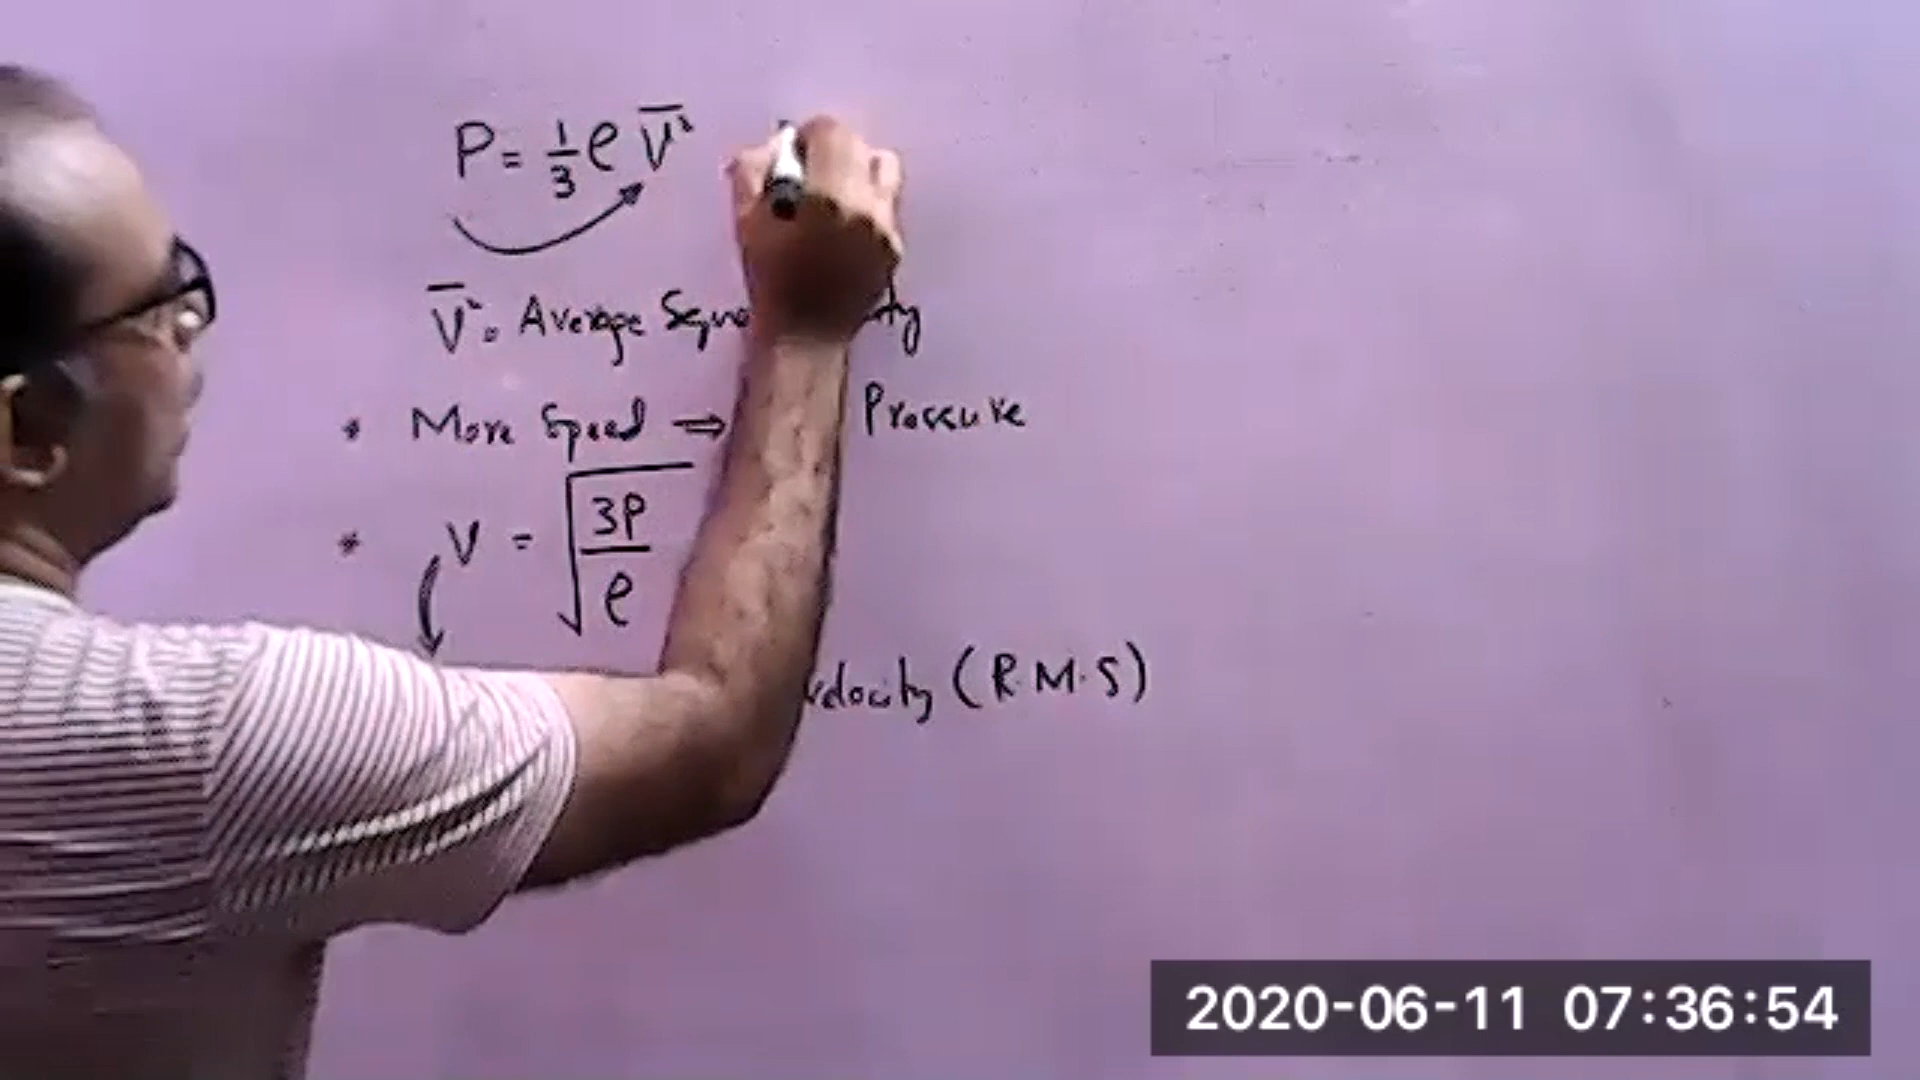 P = 1/3 ρ V̄²
V̄² = Average
* More Speed ⇒ Pressure
* V = √(3P/ρ)
velocity (R.M.S)
2020-06-11 07:36:54